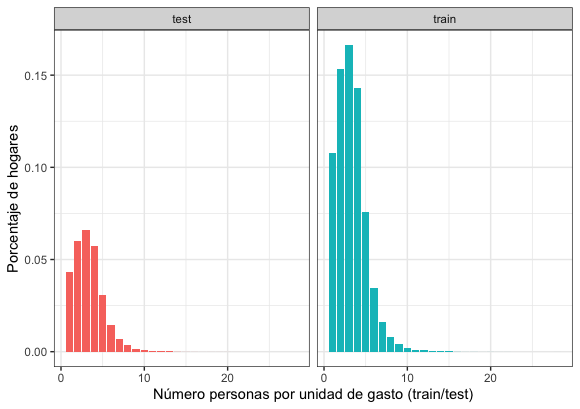 test
train
Porcentaje de hogares
0.15
0.10
0.05
0.00
0
10
20
0
10
20
Número personas por unidad de gasto (train/test)